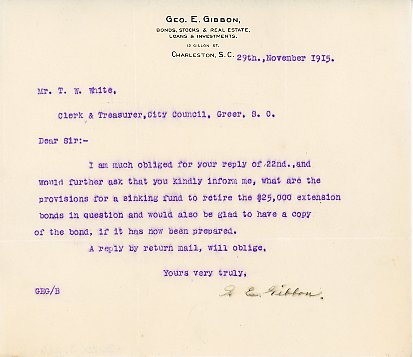 GEO. E. GIBBON,
BONDS, STOCKS & REAL ESTATE,
LOANS & INVESTMENTS,
12 GILLON ST.
CHARLESTON, S. C. 29th.,November 1915.
Mr. T. W. White,
Clerk & Treasurer,City Council, Greer, S. C.
Dear Sir:-
I am much obliged for your reply of 22nd.,and
would further ask that you kindly inform me, what are the
provisions for a sinking fund to retire the $25,000 extension
bonds in question and would also be glad to have a copy
of the bond, if it has now been prepared.
A reply by return mail, will oblige,
Yours very truly,
GEG/B
G E. Gibbon.